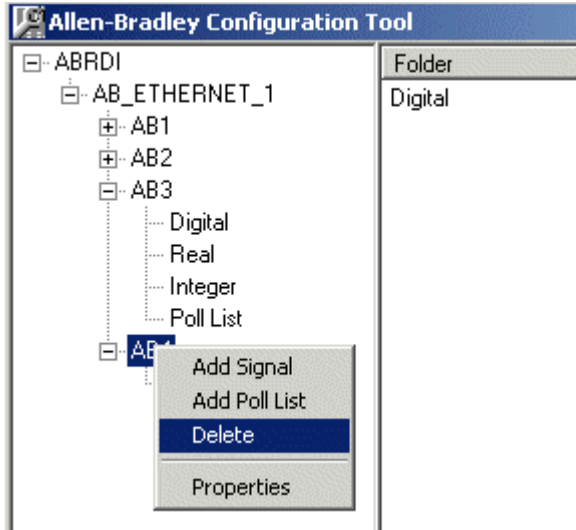 Allen-Bradley Configuration Tool
ABRDI
AB_ETHERNET_1
AB1
AB2
AB3
Digital
Real
Integer
Poll List
AB4
Add Signal
Add Poll List
Delete
Properties
Folder
Digital